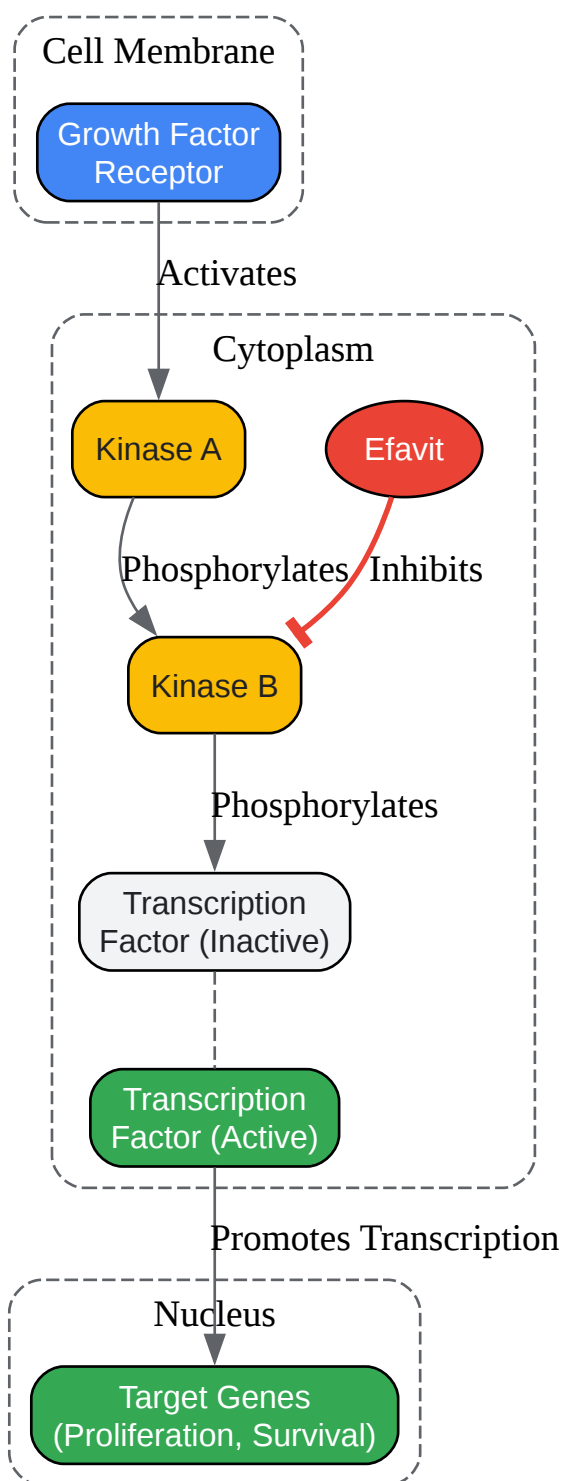 Cell Membrane
Growth Factor
Receptor
Activates
Cytoplasm
Kinase A
Efavit
Phosphorylates
Inhibits
Kinase B
Phosphorylates
Transcription
Factor (Inactive)
Transcription
Factor (Active)
Promotes Transcription
Nucleus
Target Genes
(Proliferation, Survival)